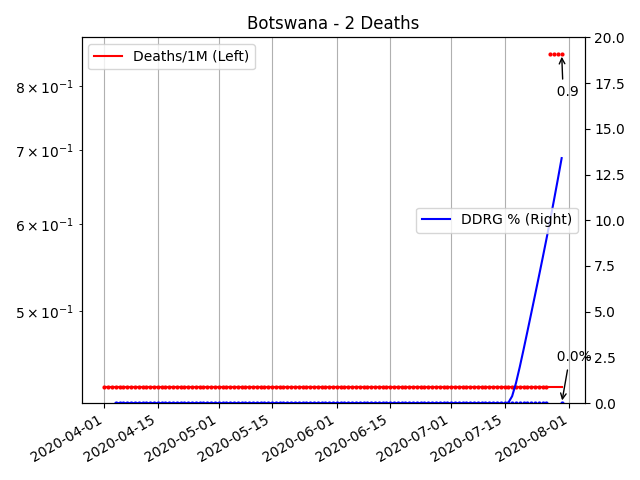 Botswana - 2 Deaths
Deaths/1M (Left)
DDRG % (Right)
8 × 10⁻¹
7 × 10⁻¹
6 × 10⁻¹
5 × 10⁻¹
20.0
17.5
15.0
12.5
10.0
7.5
5.0
2.5
0.0
0.9
0.0%
2020-04-01
2020-04-15
2020-05-01
2020-05-15
2020-06-01
2020-06-15
2020-07-01
2020-07-15
2020-08-01